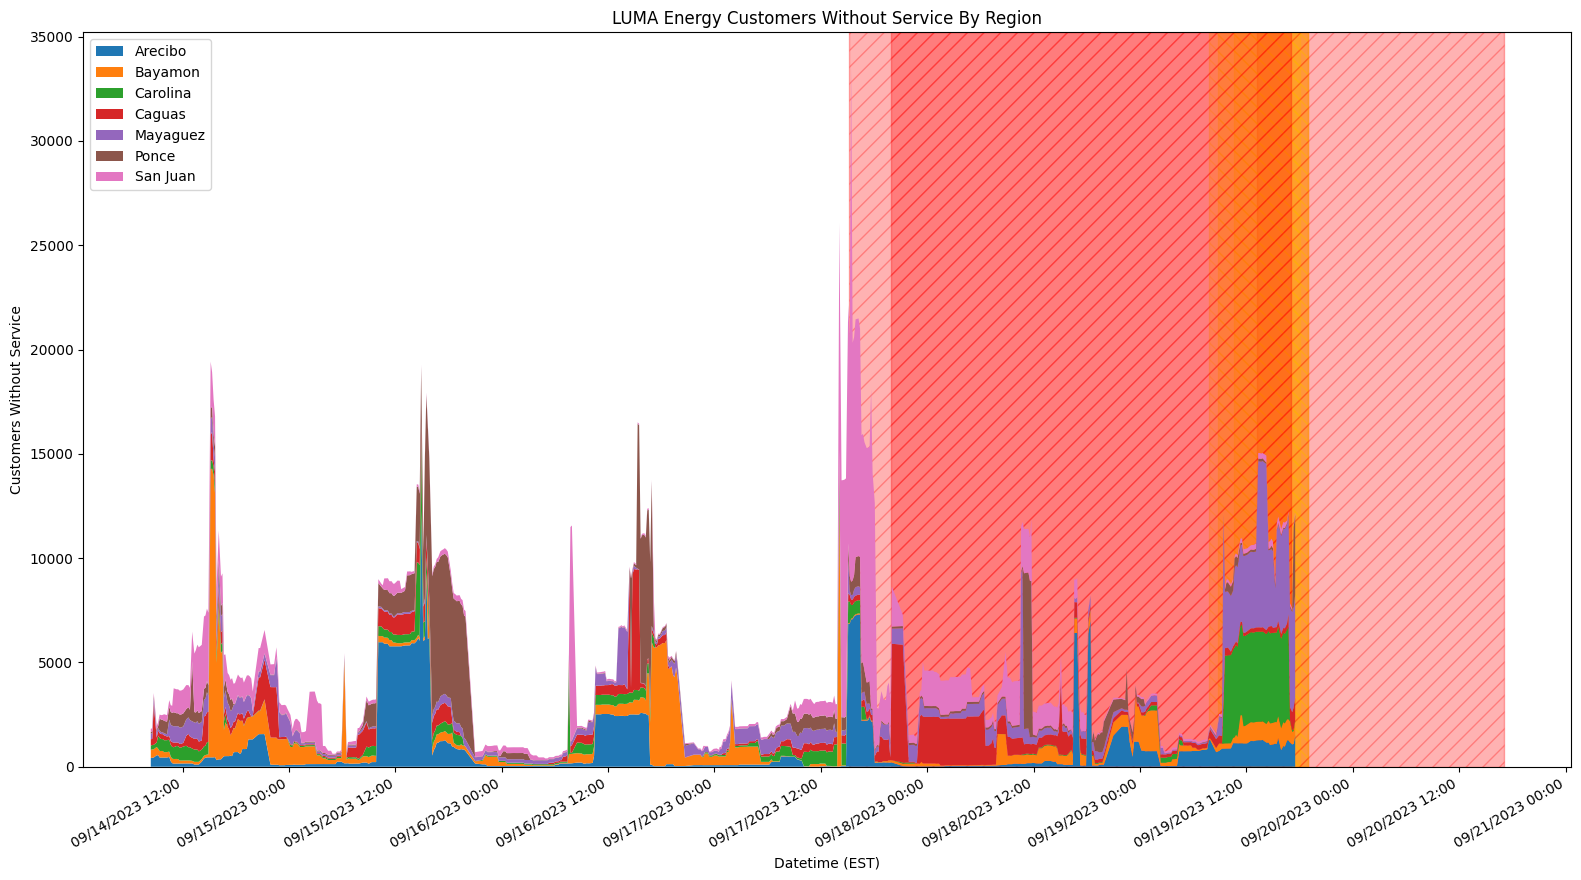 LUMA Energy Customers Without Service By Region
35000
30000
25000
20000
15000
10000
5000
0
Customers Without Service
Arecibo
Bayamon
Carolina
Caguas
Mayaguez
Ponce
San Juan
09/14/2023 12:00
09/15/2023 00:00
09/15/2023 12:00
09/16/2023 00:00
09/16/2023 12:00
09/17/2023 00:00
09/17/2023 12:00
09/18/2023 00:00
09/18/2023 12:00
09/19/2023 00:00
09/19/2023 12:00
09/20/2023 00:00
09/20/2023 12:00
09/21/2023 00:00
Datetime (EST)